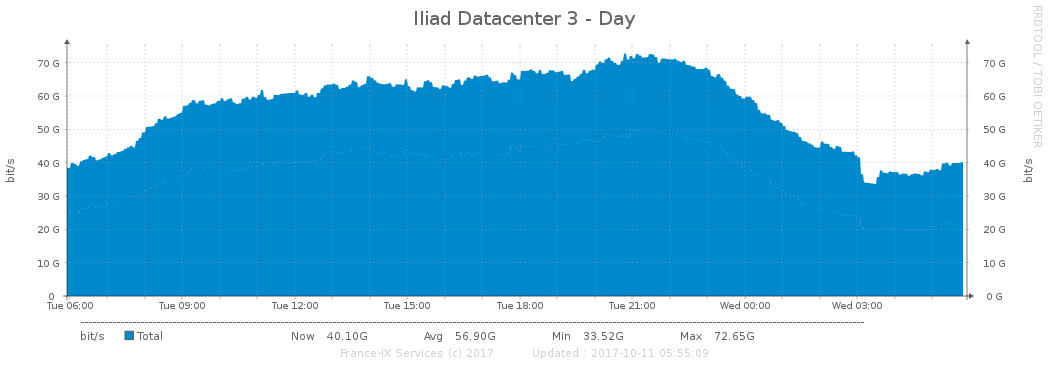 Iliad Datacenter 3 - Day
RRDTOOL / TOBI OETIKER
bit/s
bit/s
70 G 70 G
60 G 60 G
50 G 50 G
40 G 40 G
30 G 30 G
20 G 20 G
10 G 10 G
0 0 G
Tue 06:00 Tue 09:00 Tue 12:00 Tue 15:00 Tue 18:00 Tue 21:00 Wed 00:00 Wed 03:00
bit/s Total Now 40.10G Avg 56.90G Min 33.52G Max 72.65G
France-IX Services (c) 2017 Updated : 2017-10-11 05:55:09